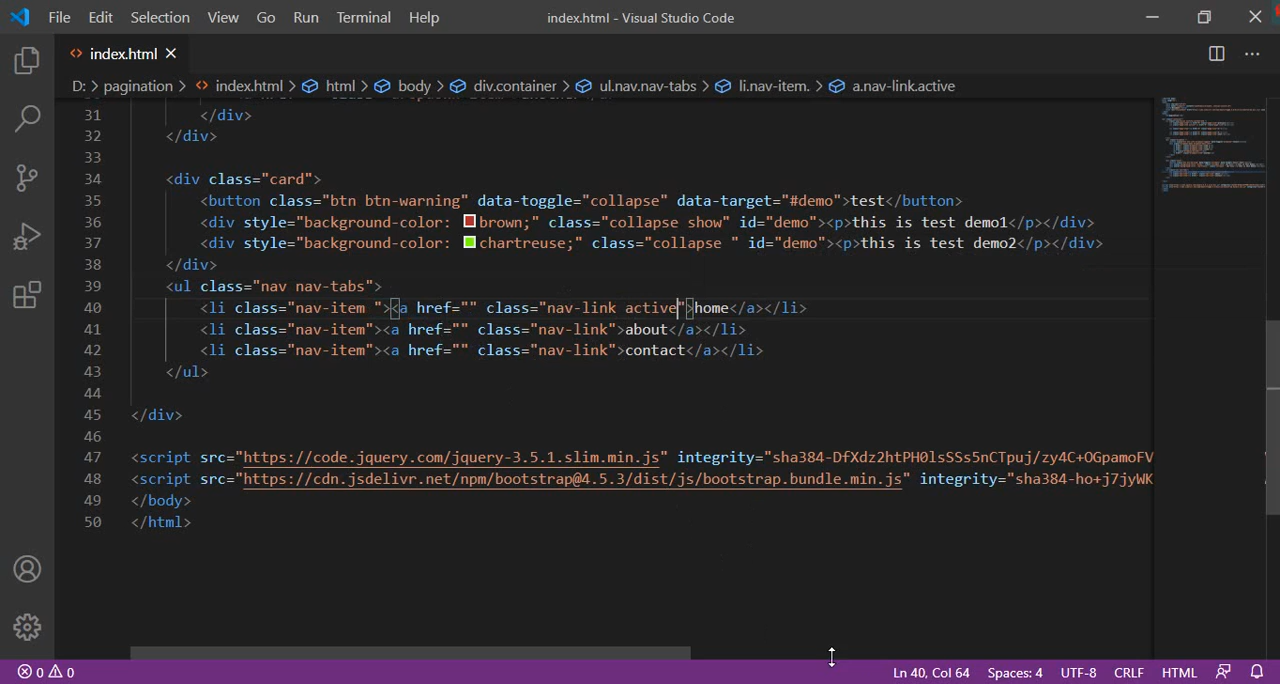 File Edit Selection View Go Run Terminal Help index.html - Visual Studio Code
index.html
D: > pagination > index.html > html > body > div.container > ul.nav.nav-tabs > li.nav-item. > a.nav-link.active
31 </div>
32 </div>
33
34 <div class="card">
35 <button class="btn btn-warning" data-toggle="collapse" data-target="#demo">test</button>
36 <div style="background-color: brown;" class="collapse show" id="demo"><p>this is test demo1</p></div>
37 <div style="background-color: chartreuse;" class="collapse " id="demo"><p>this is test demo2</p></div>
38 </div>
39 <ul class="nav nav-tabs">
40 <li class="nav-item "><a href="" class="nav-link active">home</a></li>
41 <li class="nav-item"><a href="" class="nav-link">about</a></li>
42 <li class="nav-item"><a href="" class="nav-link">contact</a></li>
43 </ul>
44
45 </div>
46
47 <script src="https://code.jquery.com/jquery-3.5.1.slim.min.js" integrity="sha384-DfXdz2htPH0lsSSs5nCTpuj/zy4C+OGpamoFV
48 <script src="https://cdn.jsdelivr.net/npm/bootstrap@4.5.3/dist/js/bootstrap.bundle.min.js" integrity="sha384-ho+j7jyWK
49 </body>
50 </html>
0 0 Ln 40, Col 64 Spaces: 4 UTF-8 CRLF HTML